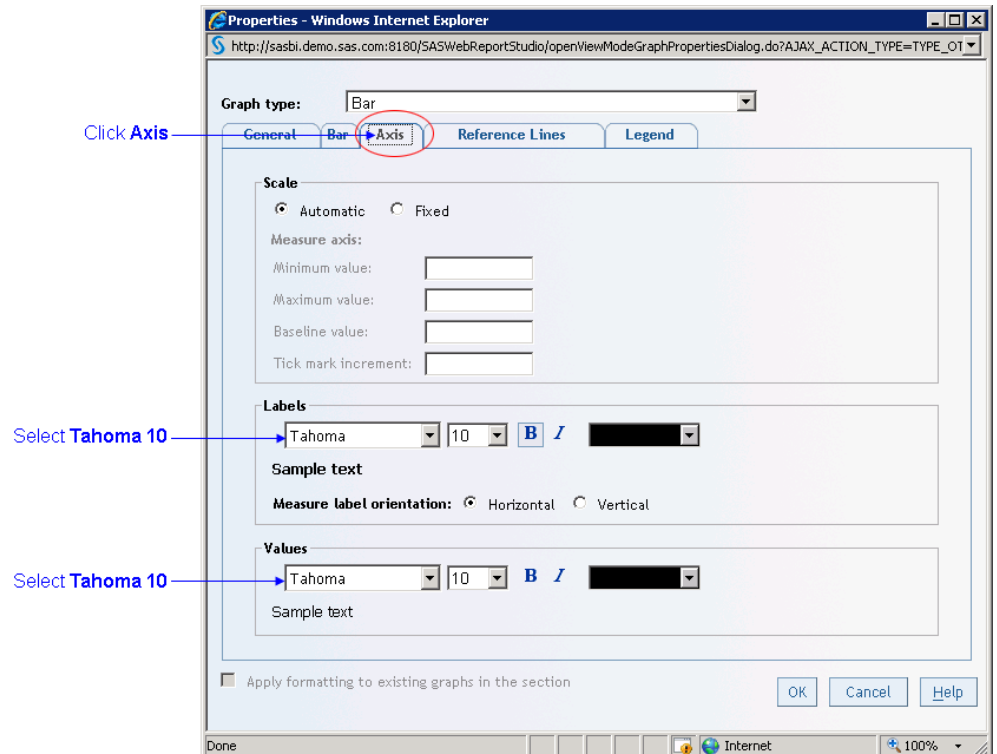 Properties - Windows Internet Explorer
http://sasbi.demo.sas.com:8180/SASWebReportStudio/openViewModeGraphPropertiesDialog.do?AJAX_ACTION_TYPE=TYPE_OT
Graph type: Bar
Click Axis
General Bar Axis Reference Lines Legend
Scale
Automatic Fixed
Measure axis:
Minimum value:
Maximum value:
Baseline value:
Tick mark increment:
Labels
Select Tahoma 10
Tahoma 10 B I
Sample text
Measure label orientation: Horizontal Vertical
Values
Select Tahoma 10
Tahoma 10 B I
Sample text
Apply formatting to existing graphs in the section
OK Cancel Help
Done Internet 100%